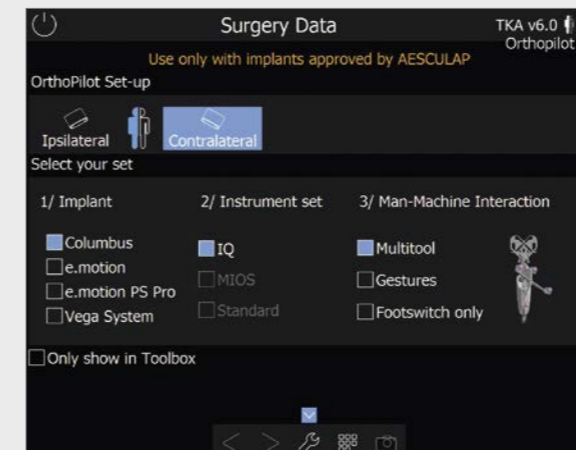 Surgery Data
TKA v6.0
Orthopilot
Use only with implants approved by AESCULAP
OrthoPilot Set-up
Ipsilateral
Contralateral
Select your set
1/ Implant 2/ Instrument set 3/ Man-Machine Interaction
Columbus IQ Multitool
e.motion MIOS Gestures
e.motion PS Pro Standard Footswitch only
Vega System
Only show in Toolbox